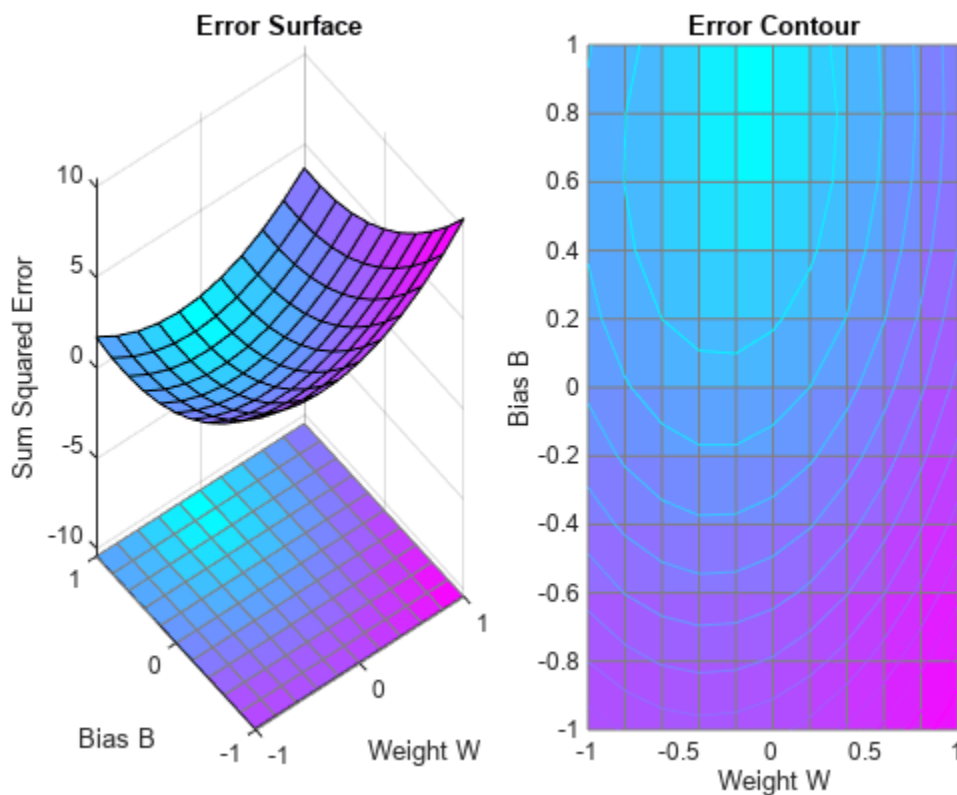 Error Surface
10
5
0
-5
-10
Sum Squared Error
1
0
-1
Bias B
-1
0
1
Weight W
Error Contour
1
0.8
0.6
0.4
0.2
0
-0.2
-0.4
-0.6
-0.8
-1
Bias B
-1 -0.5 0 0.5 1
Weight W